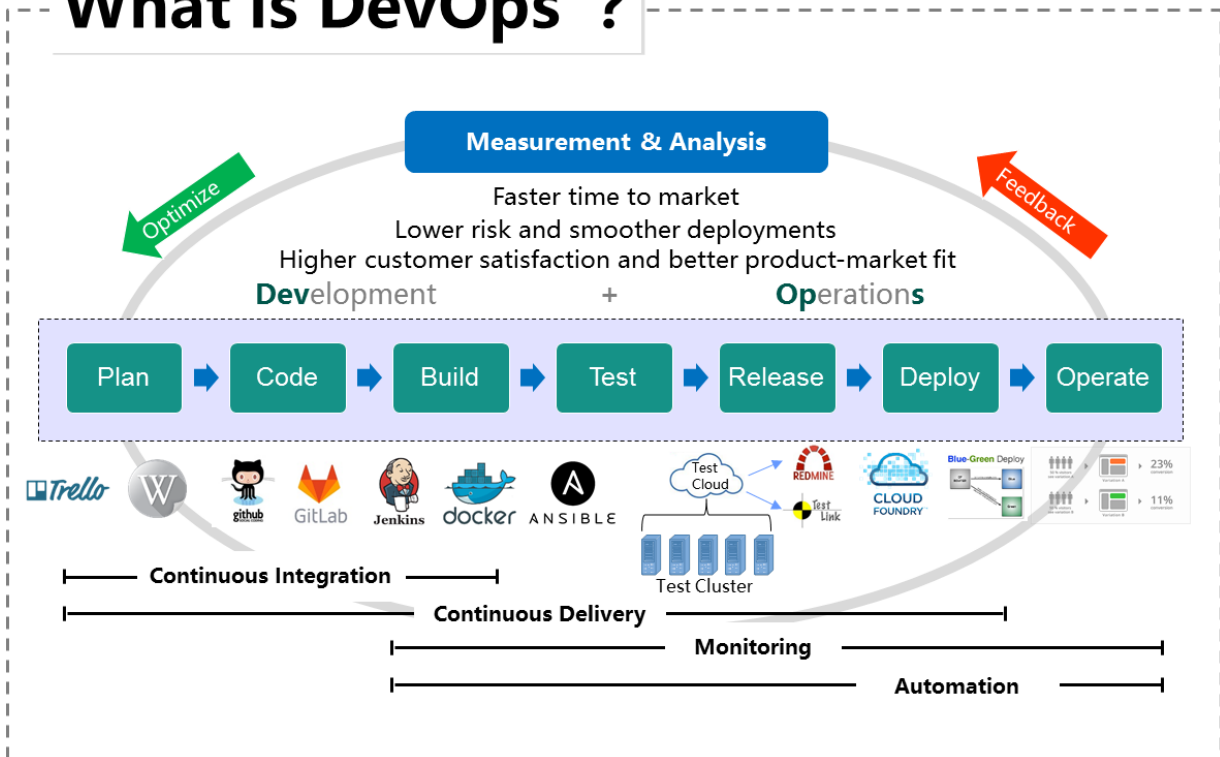 What is DevOps ?
Measurement & Analysis
Optimize
Feedback
Faster time to market
Lower risk and smoother deployments
Higher customer satisfaction and better product-market fit
Development + Operations
Plan
Code
Build
Test
Release
Deploy
Operate
Trello
W
github
SOCIAL CODING
GitLab
Jenkins
docker
ANSIBLE
Test
Cloud
Test Cluster
REDMINE
Test
Link
CLOUD
FOUNDRY
Blue-Green Deploy
23%
11%
Continuous Integration
Continuous Delivery
Monitoring
Automation